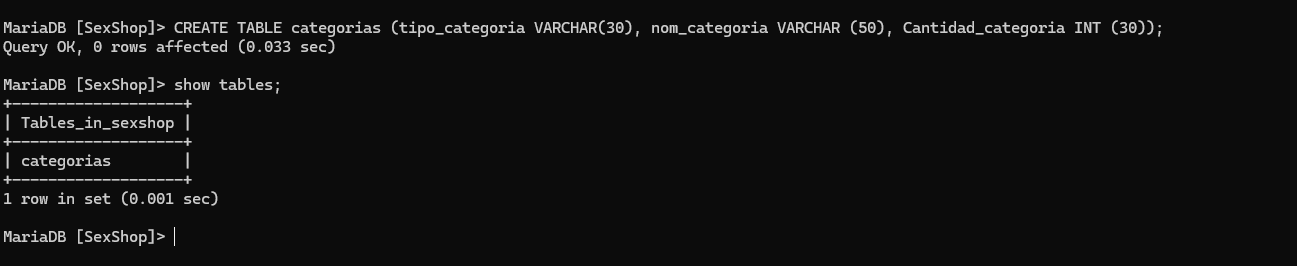 MariaDB [SexShop]> CREATE TABLE categorias (tipo_categoria VARCHAR(30), nom_categoria VARCHAR (50), Cantidad_categoria INT (30));
Query OK, 0 rows affected (0.033 sec)
MariaDB [SexShop]> show tables;
+-------------------+
| Tables_in_sexshop |
+-------------------+
| categorias        |
+-------------------+
1 row in set (0.001 sec)
MariaDB [SexShop]>